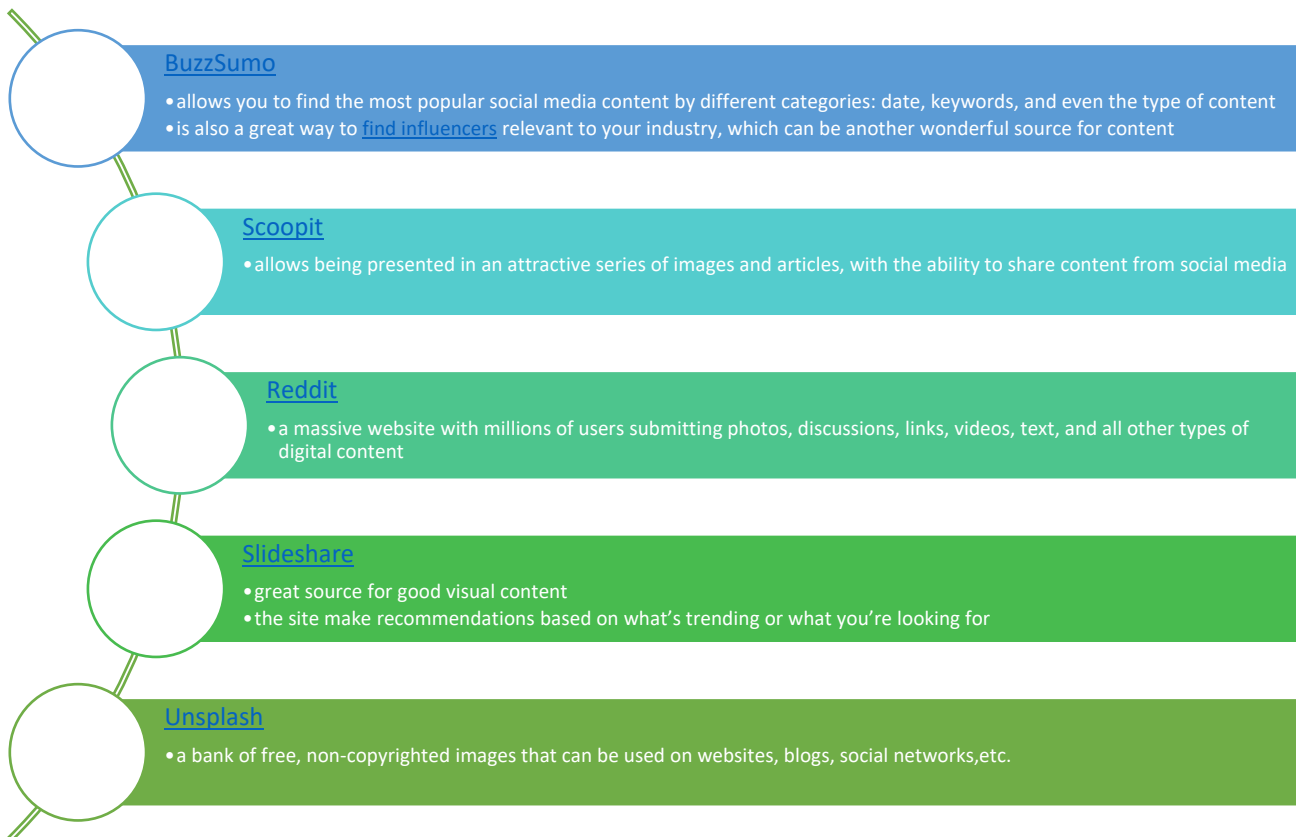 BuzzSumo
•allows you to find the most popular social media content by different categories: date, keywords, and even the type of content
•is also a great way to find influencers relevant to your industry, which can be another wonderful source for content
Scoopit
•allows being presented in an attractive series of images and articles, with the ability to share content from social media
Reddit
•a massive website with millions of users submitting photos, discussions, links, videos, text, and all other types of
digital content
Slideshare
•great source for good visual content
•the site make recommendations based on what’s trending or what you’re looking for
Unsplash
•a bank of free, non-copyrighted images that can be used on websites, blogs, social networks,etc.